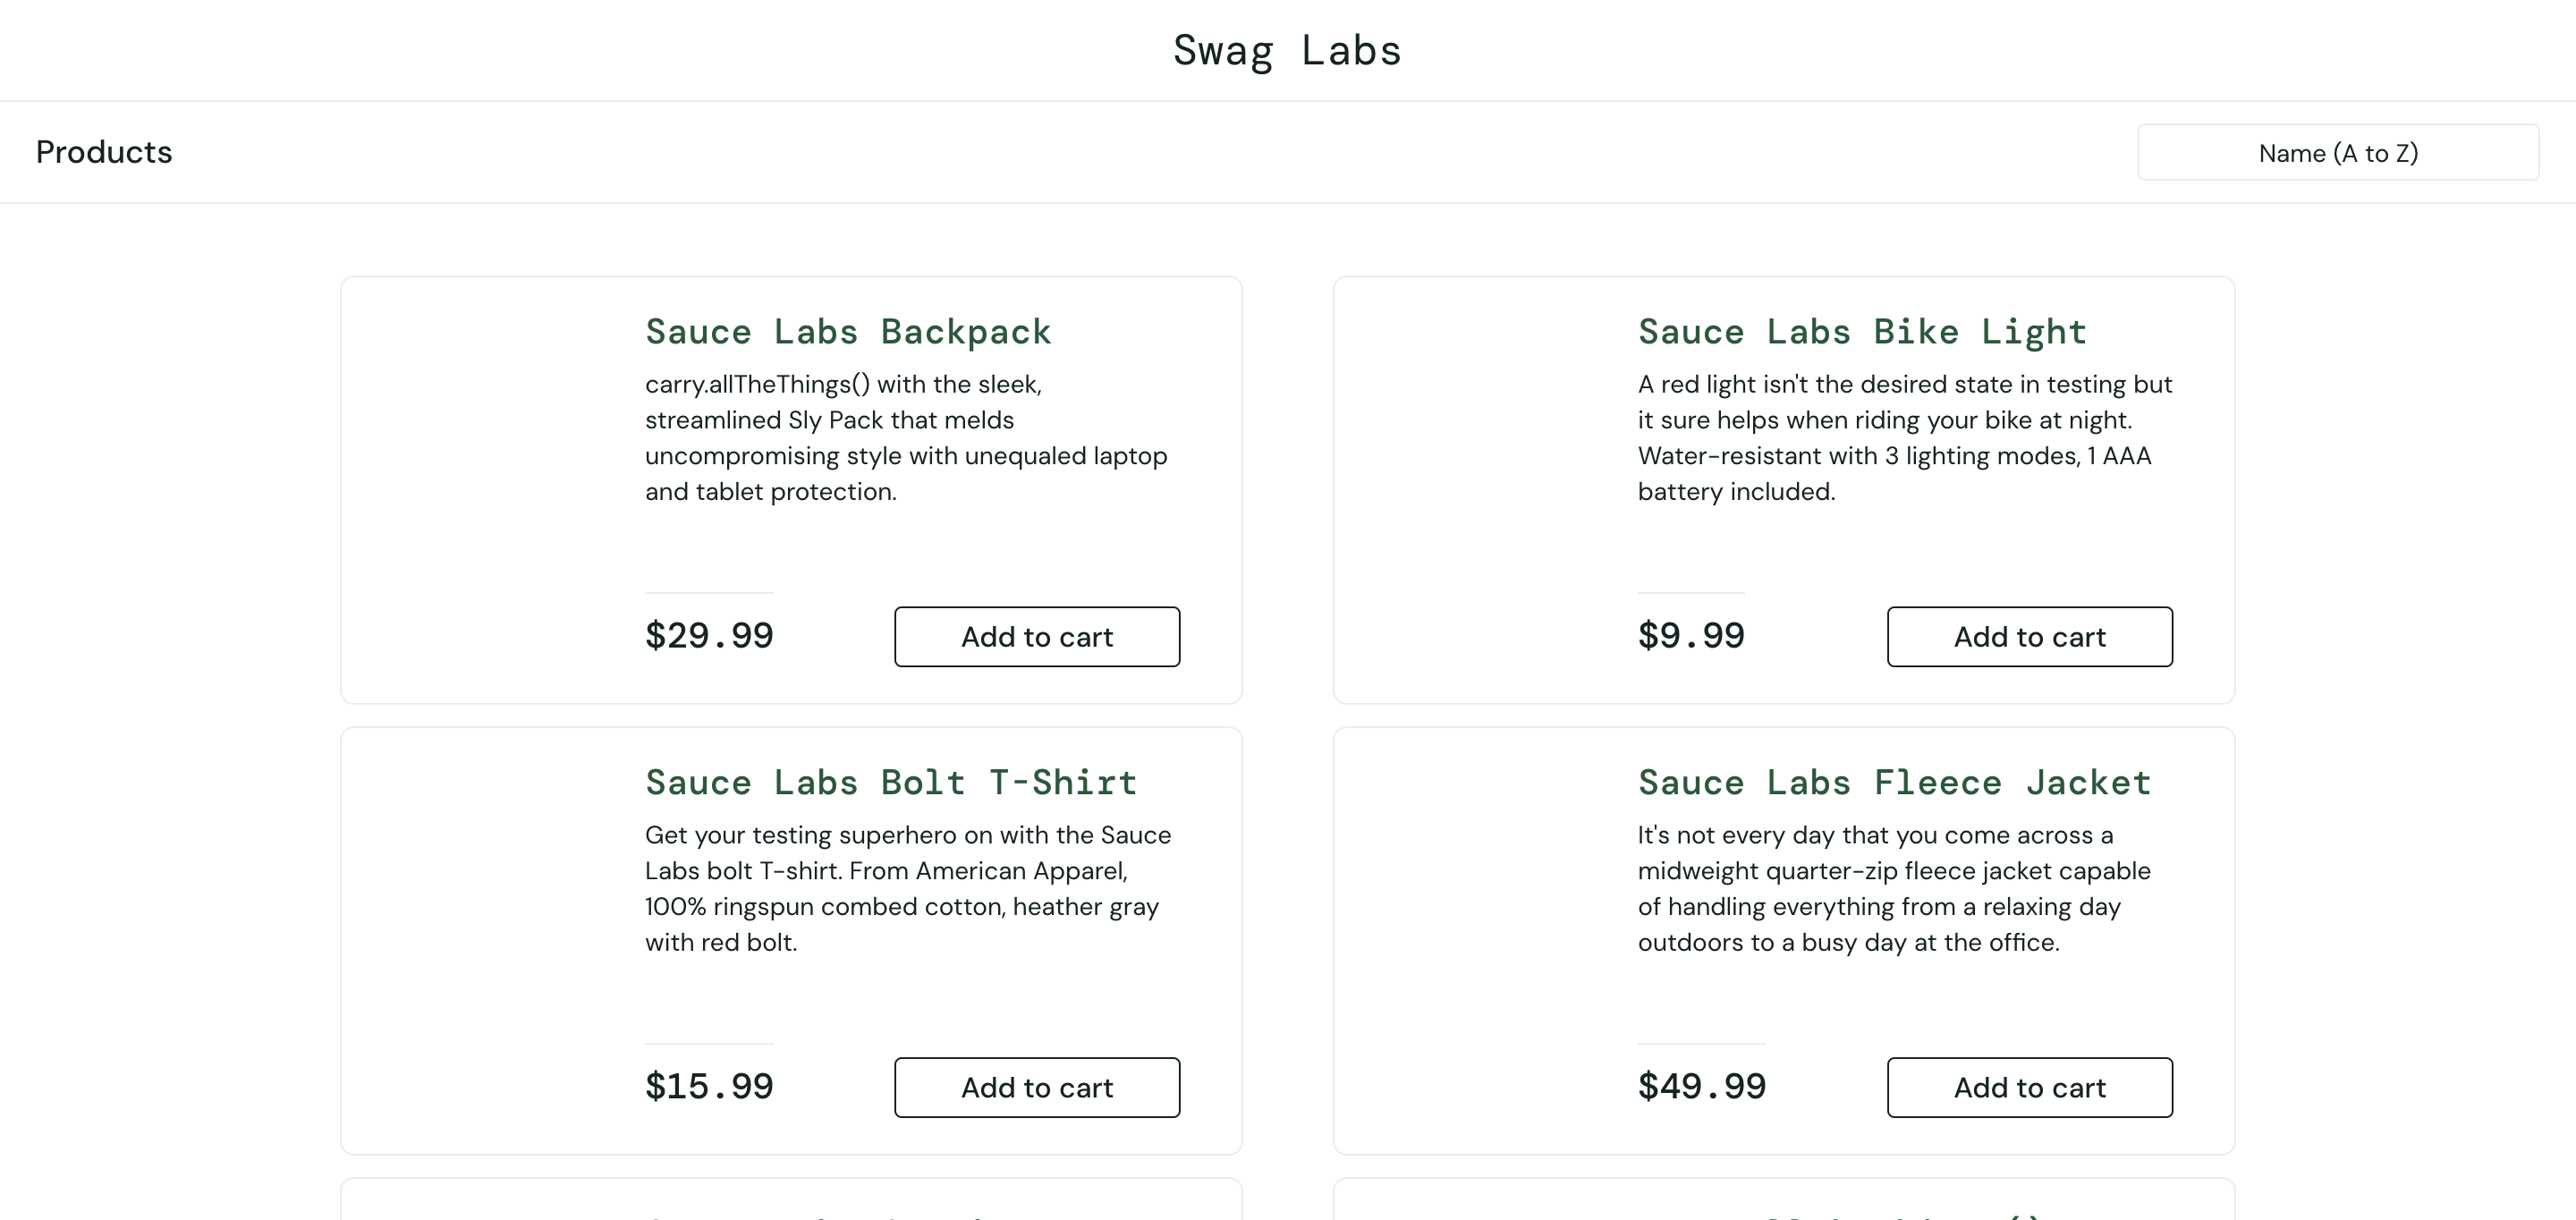 Swag Labs
Products
Name (A to Z)
Sauce Labs Backpack
carry.allTheThings() with the sleek,
streamlined Sly Pack that melds
uncompromising style with unequaled laptop
and tablet protection.
$29.99
Add to cart
Sauce Labs Bike Light
A red light isn't the desired state in testing but
it sure helps when riding your bike at night.
Water-resistant with 3 lighting modes, 1 AAA
battery included.
$9.99
Add to cart
Sauce Labs Bolt T-Shirt
Get your testing superhero on with the Sauce
Labs bolt T-shirt. From American Apparel,
100% ringspun combed cotton, heather gray
with red bolt.
$15.99
Add to cart
Sauce Labs Fleece Jacket
It's not every day that you come across a
midweight quarter-zip fleece jacket capable
of handling everything from a relaxing day
outdoors to a busy day at the office.
$49.99
Add to cart